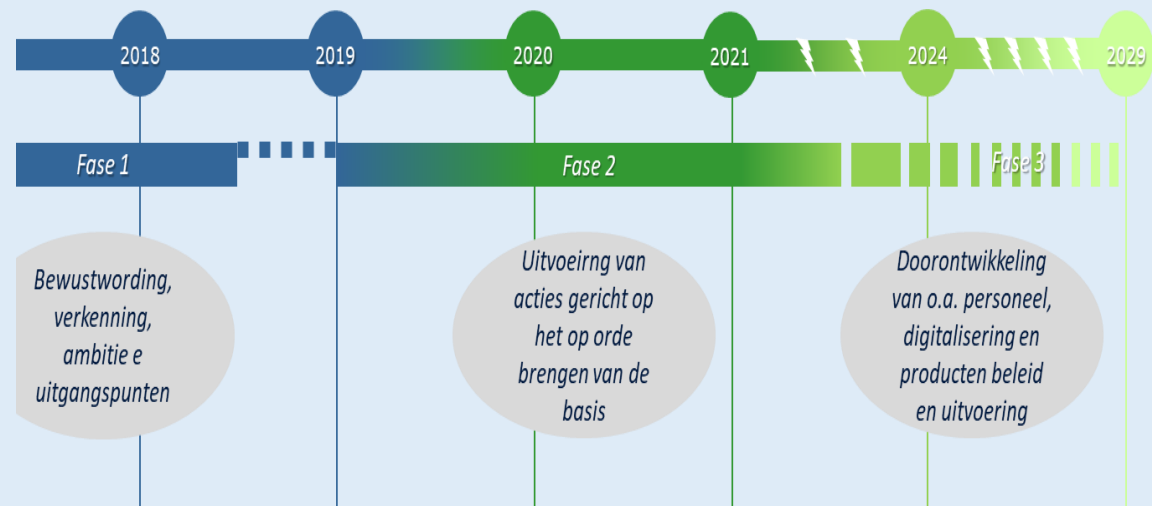 2018
2019
2020
2021
2024
2029
Fase 1
Fase 2
Fase 3
Bewustwording,
verkenning,
ambitie e
uitgangspunten
Uitvoeirng van
acties gericht op
het op orde
brengen van de
basis
Doorontwikkeling
van o.a. personeel,
digitalisering en
producten beleid
en uitvoering